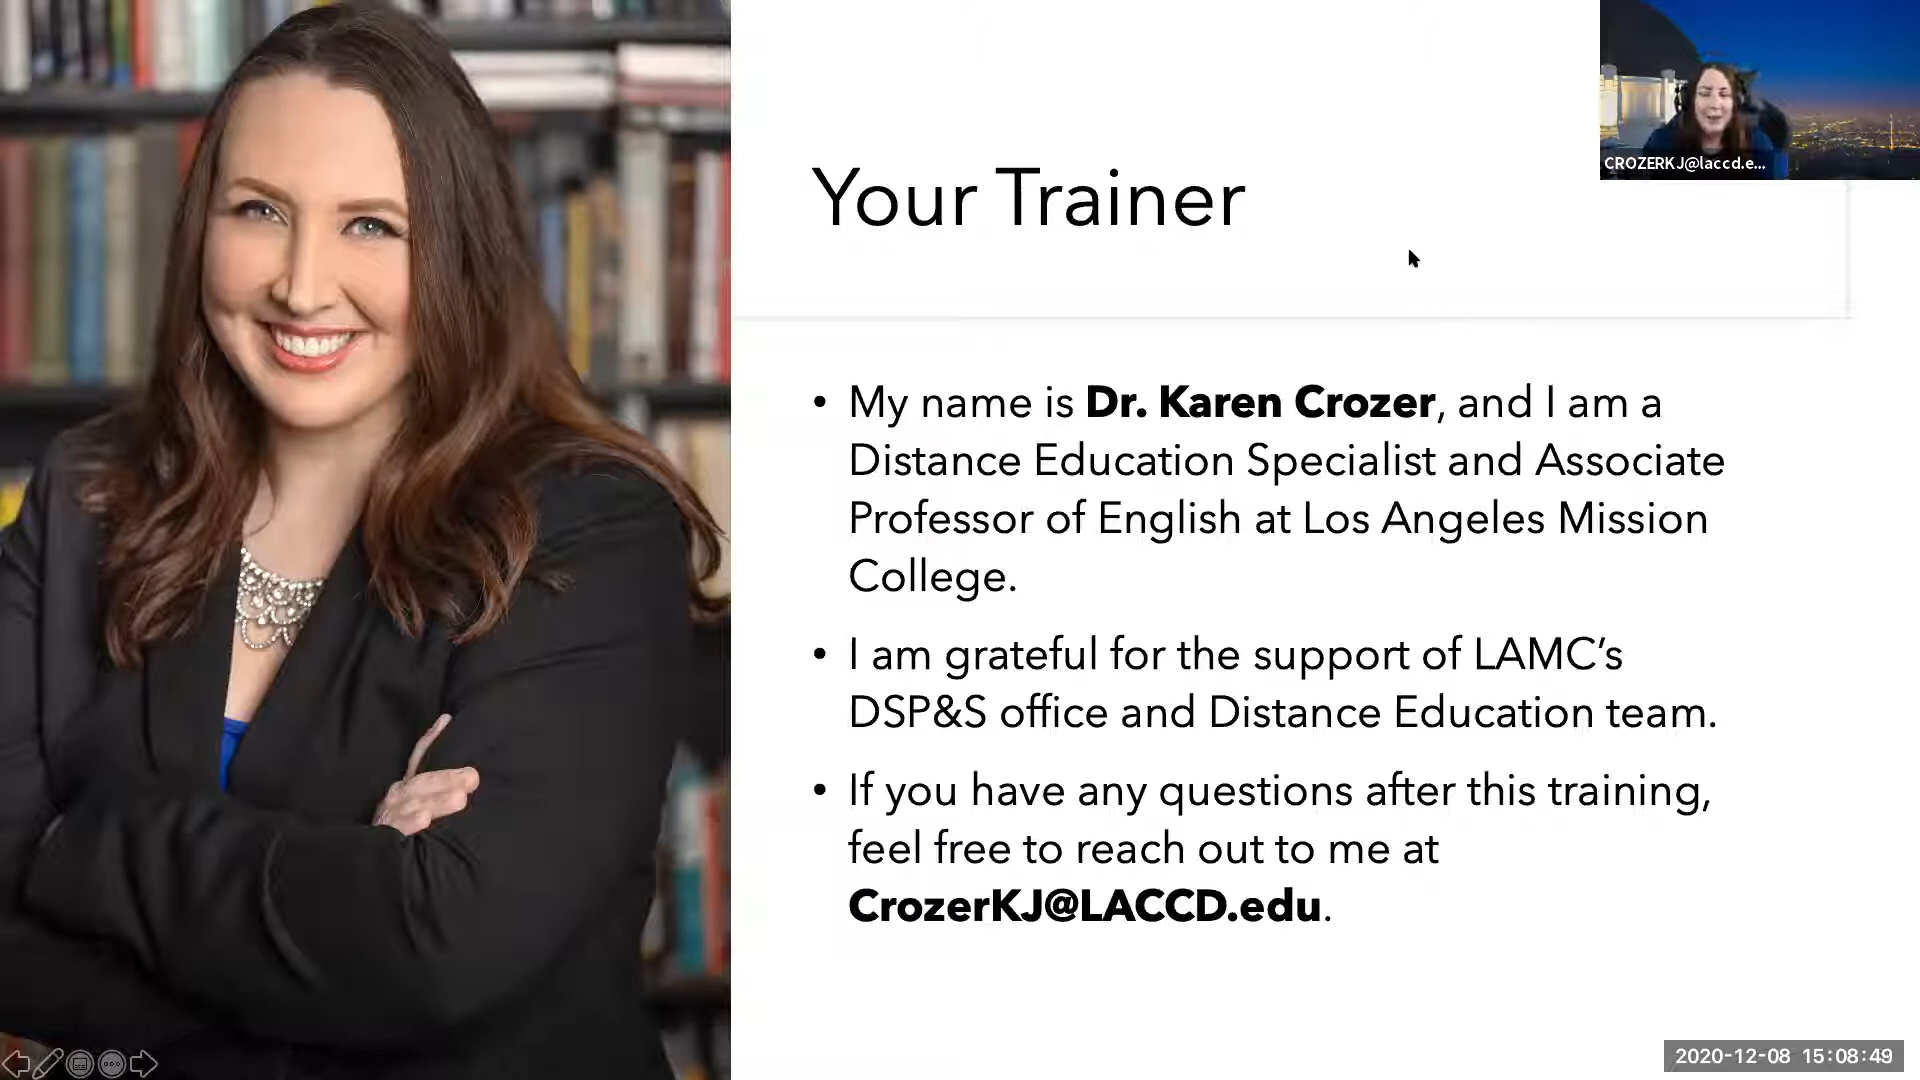 CROZERKJ@laccd.e...
Your Trainer
• My name is Dr. Karen Crozer, and I am a
Distance Education Specialist and Associate
Professor of English at Los Angeles Mission
College.
• I am grateful for the support of LAMC’s
DSP&S office and Distance Education team.
• If you have any questions after this training,
feel free to reach out to me at
CrozerKJ@LACCD.edu.
2020-12-08 15:08:49